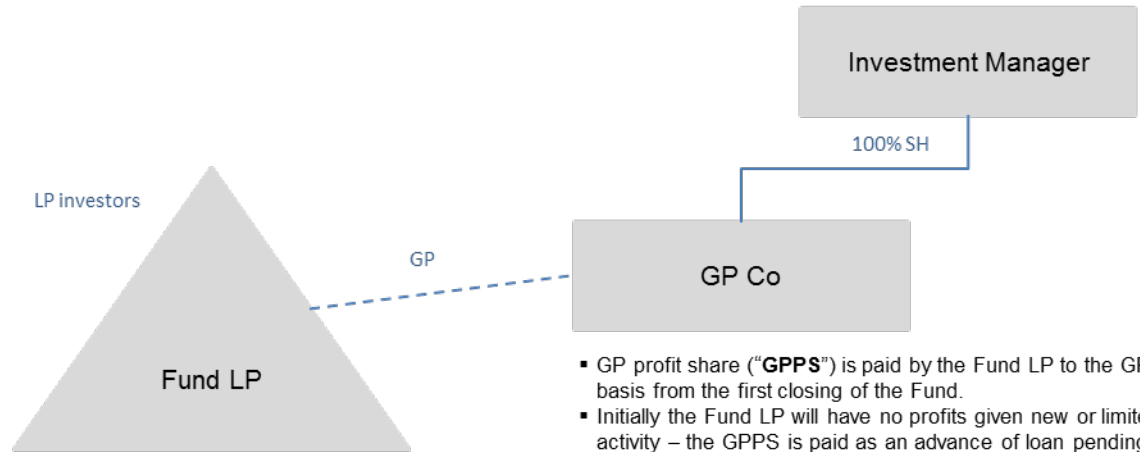 Investment Manager
100% SH
LP investors
GP
GP Co
Fund LP
▪ GP profit share (“GPPS”) is paid by the Fund LP to the GP
basis from the first closing of the Fund.
▪ Initially the Fund LP will have no profits given new or limite
activity – the GPPS is paid as an advance of loan pending